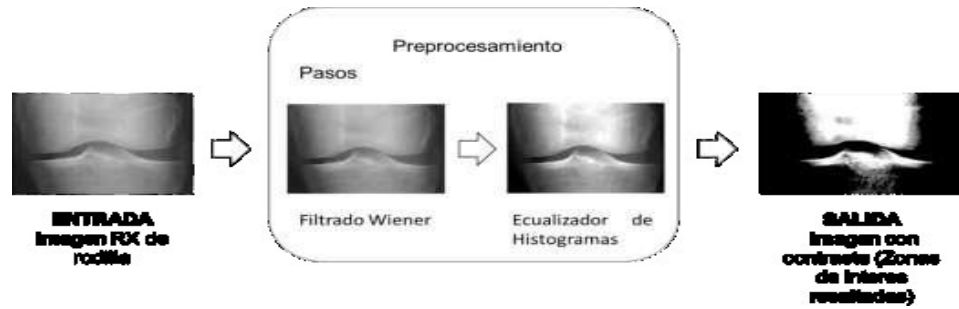 Preprocesamiento
Pasos
ENTRADA
Imagen RX de
rodilla
Filtrado Wiener
Ecualizador de
Histogramas
SALIDA
Imagen con
contraste (Zonas
de Interes
resaltadas)